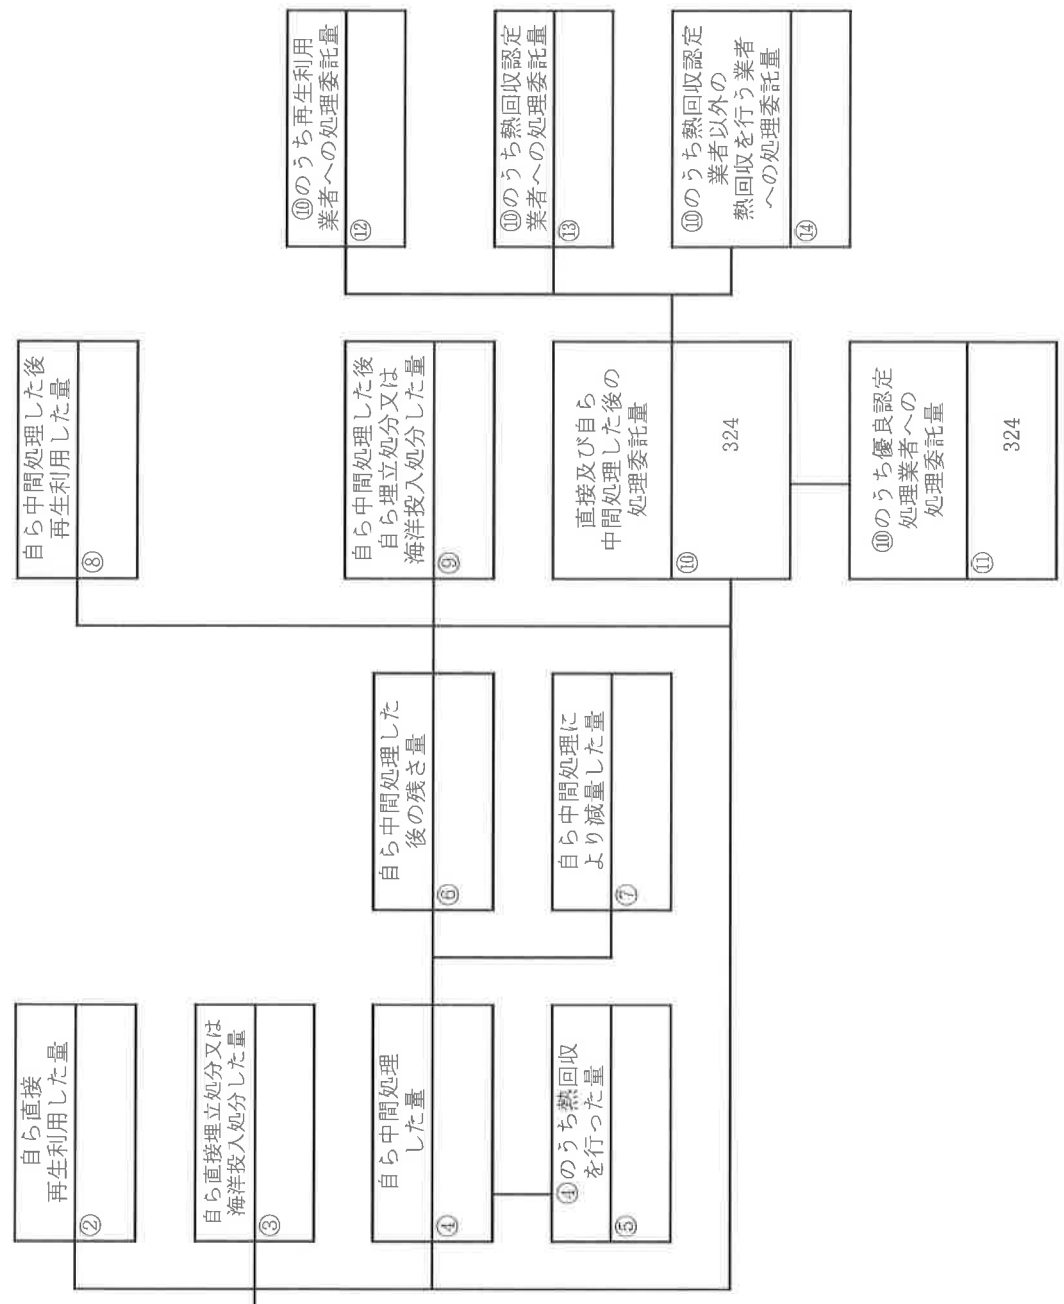 自ら直接
再生利用した量
②
自ら直接埋立処分又は
海洋投入処分した量
③
自ら中間処理
した量
④
④のうち熱回収
を行った量
⑤
自ら中間処理した
後の残さ量
⑥
自ら中間処理に
より減量した量
⑦
自ら中間処理した後
再生利用した量
⑧
自ら中間処理した後
自ら埋立処分又は
海洋投入処分した量
⑨
直接及び自ら
中間処理した後の
処理委託量
⑩
324
⑩のうち優良認定
処理業者への
処理委託量
⑪
324
⑩のうち再生利用
業者への処理委託量
⑫
⑩のうち熱回収認定
業者への処理委託量
⑬
⑩のうち熱回収認定
業者以外の
熱回収を行う業者
への処理委託量
⑭